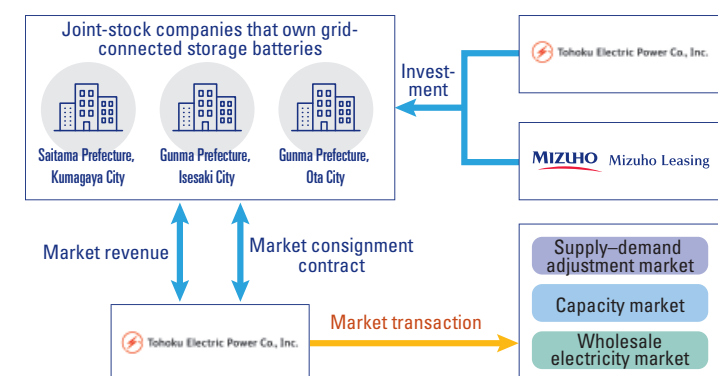 Joint-stock companies that own grid-
connected storage batteries
Saitama Prefecture,
Kumagaya City
Gunma Prefecture,
Isesaki City
Gunma Prefecture,
Ota City
Invest-
ment
Tohoku Electric Power Co., Inc.
MIZUHO Mizuho Leasing
Market revenue
Market consignment
contract
Tohoku Electric Power Co., Inc.
Market transaction
Supply–demand
adjustment market
Capacity market
Wholesale
electricity market